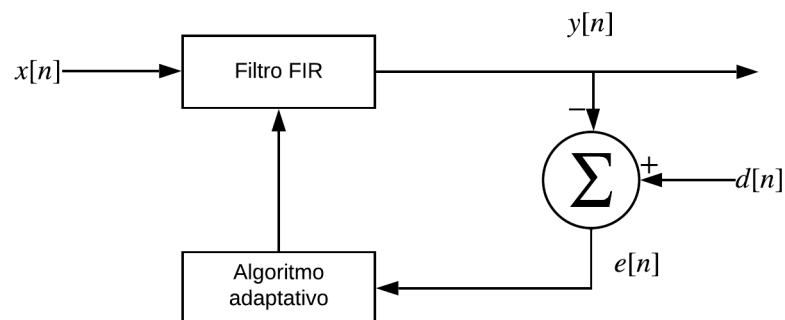 y[n]
x[n]
Filtro FIR
−
+
Σ
d[n]
e[n]
Algoritmo
adaptativo